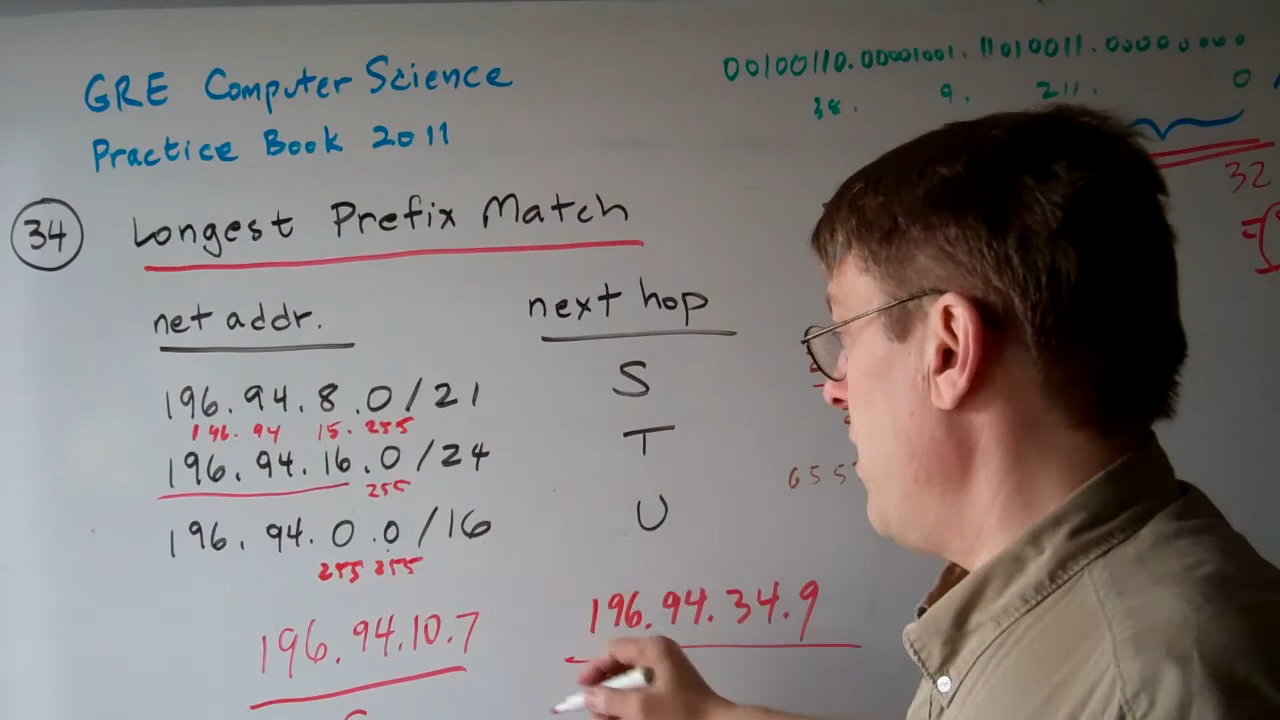 GRE Computer Science
Practice Book 2011
00100110.00001001.11010011.00000000
38. 9. 211. 0
32
34 Longest Prefix Match
net addr. next hop
196.94.8.0/21 S
196. 94 15. 255
196.94.16.0/24 T
255
196.94.0.0/16 U
255 255
196.94.10.7 196.94.34.9